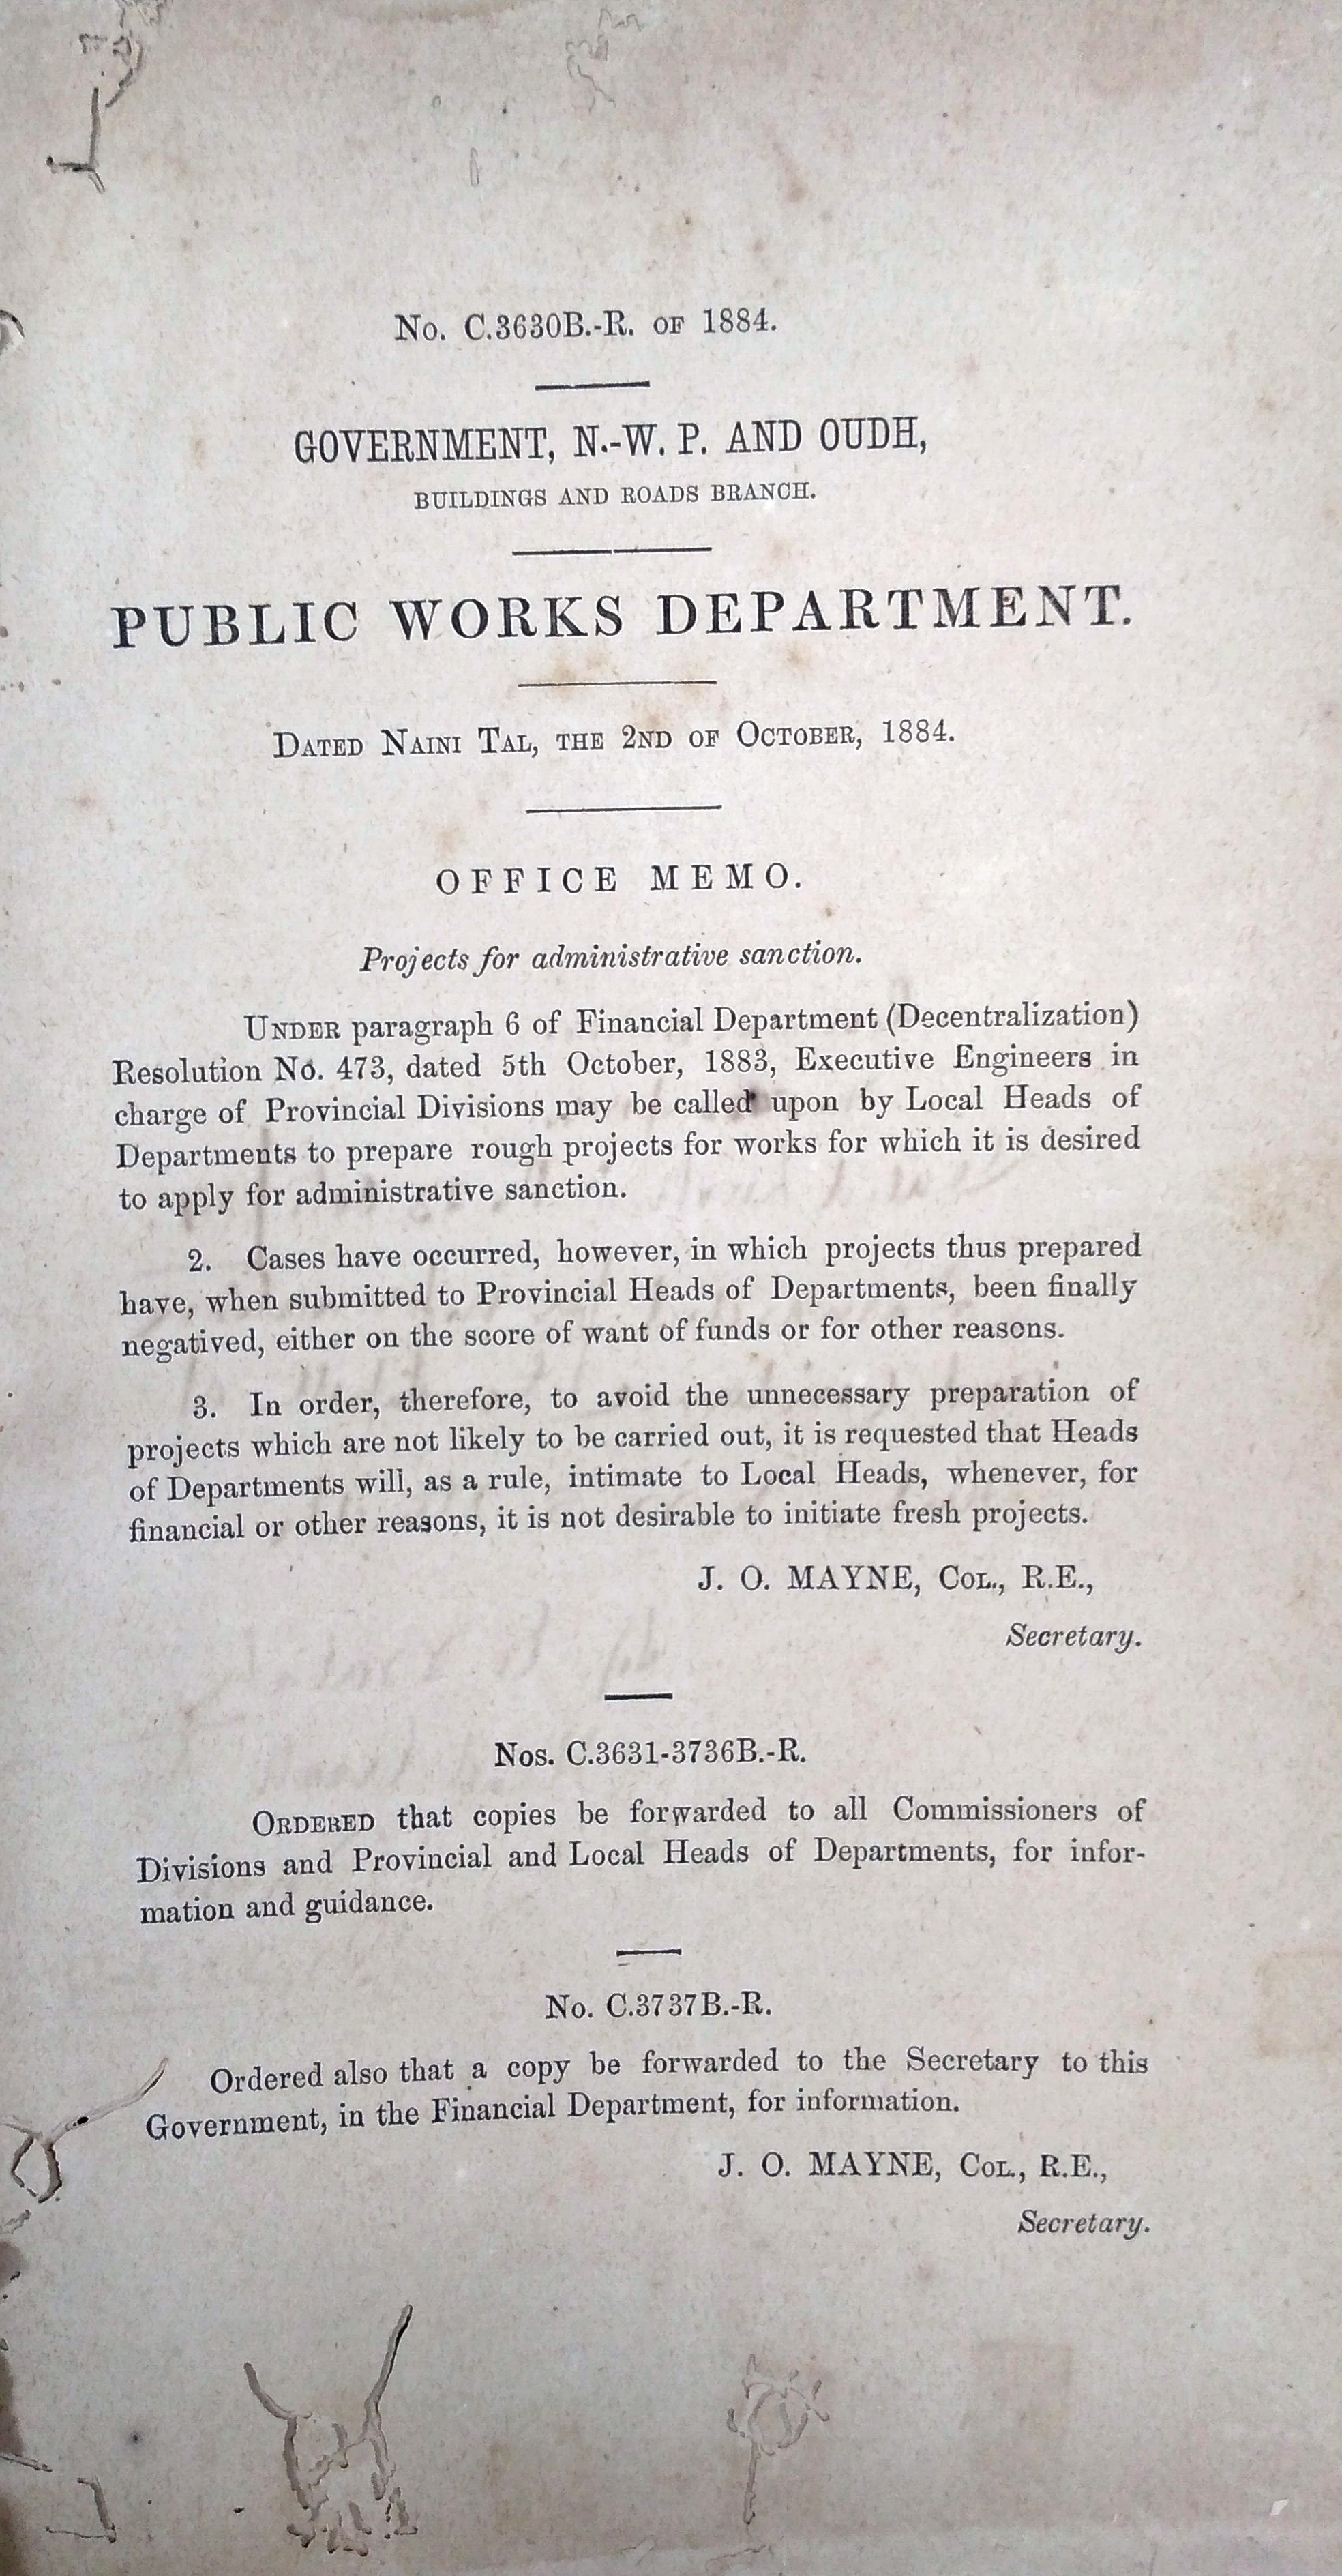 No. C.3630B.-R. OF 1884.
GOVERNMENT, N.-W. P. AND OUDH,
BUILDINGS AND ROADS BRANCH.
PUBLIC WORKS DEPARTMENT.
DATED NAINI TAL, THE 2ND OF OCTOBER, 1884.
OFFICE MEMO.
Projects for administrative sanction.
UNDER paragraph 6 of Financial Department (Decentralization)
Resolution No. 473, dated 5th October, 1883, Executive Engineers in
charge of Provincial Divisions may be called upon by Local Heads of
Departments to prepare rough projects for works for which it is desired
to apply for administrative sanction.
2. Cases have occurred, however, in which projects thus prepared
have, when submitted to Provincial Heads of Departments, been finally
negatived, either on the score of want of funds or for other reasons.
3. In order, therefore, to avoid the unnecessary preparation of
projects which are not likely to be carried out, it is requested that Heads
of Departments will, as a rule, intimate to Local Heads, whenever, for
financial or other reasons, it is not desirable to initiate fresh projects.
J. O. MAYNE, COL., R.E.,
Secretary.
Nos. C.3631-3736B.-R.
ORDERED that copies be forwarded to all Commissioners of
Divisions and Provincial and Local Heads of Departments, for infor-
mation and guidance.
No. C.3737B.-R.
Ordered also that a copy be forwarded to the Secretary to this
Government, in the Financial Department, for information.
J. O. MAYNE, COL., R.E.,
Secretary.